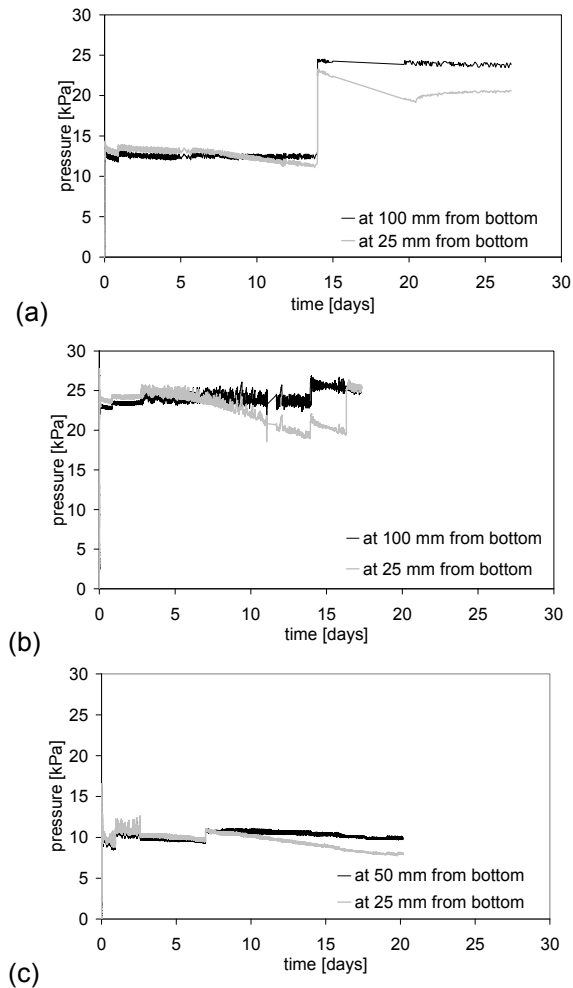 30
25
20
15
10
5
0
pressure [kPa]
at 100 mm from bottom
at 25 mm from bottom
0 5 10 15 20 25 30
time [days]
(a)
30
25
20
15
10
5
0
pressure [kPa]
at 100 mm from bottom
at 25 mm from bottom
0 5 10 15 20 25 30
time [days]
(b)
30
25
20
15
10
5
0
pressure [kPa]
at 50 mm from bottom
at 25 mm from bottom
0 5 10 15 20 25 30
time [days]
(c)